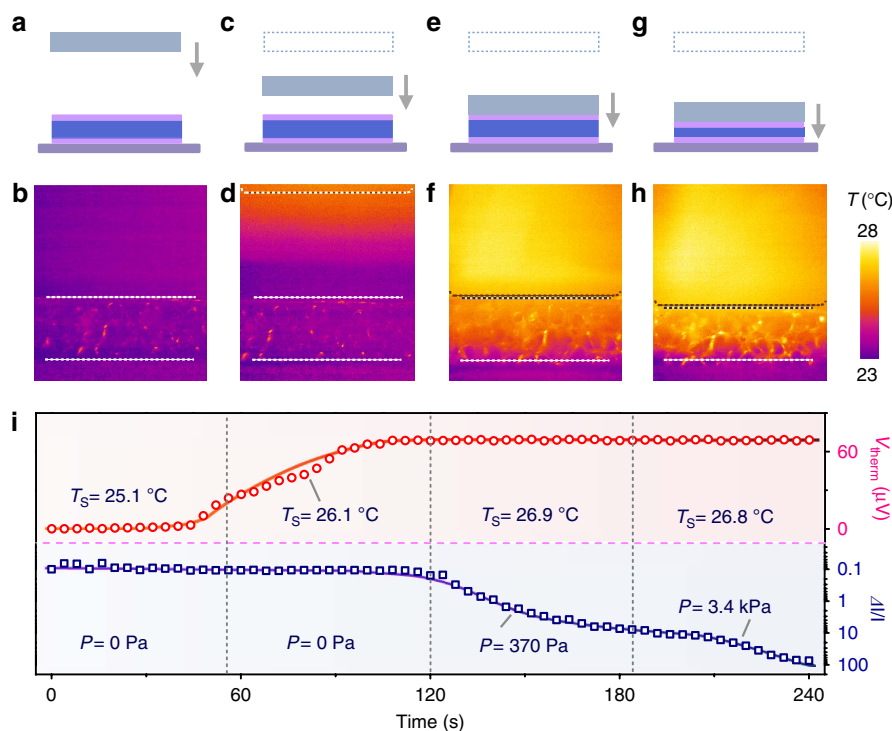 a
c
e
g
b
d
f
h
T (°C)
28
23
i
60
V_therm (μV)
0
T_S= 25.1 °C
T_S= 26.1 °C
T_S= 26.9 °C
T_S= 26.8 °C
0.1
1
10
100
ΔI/I
P= 0 Pa
P= 0 Pa
P= 370 Pa
P= 3.4 kPa
0
60
120
180
240
Time (s)